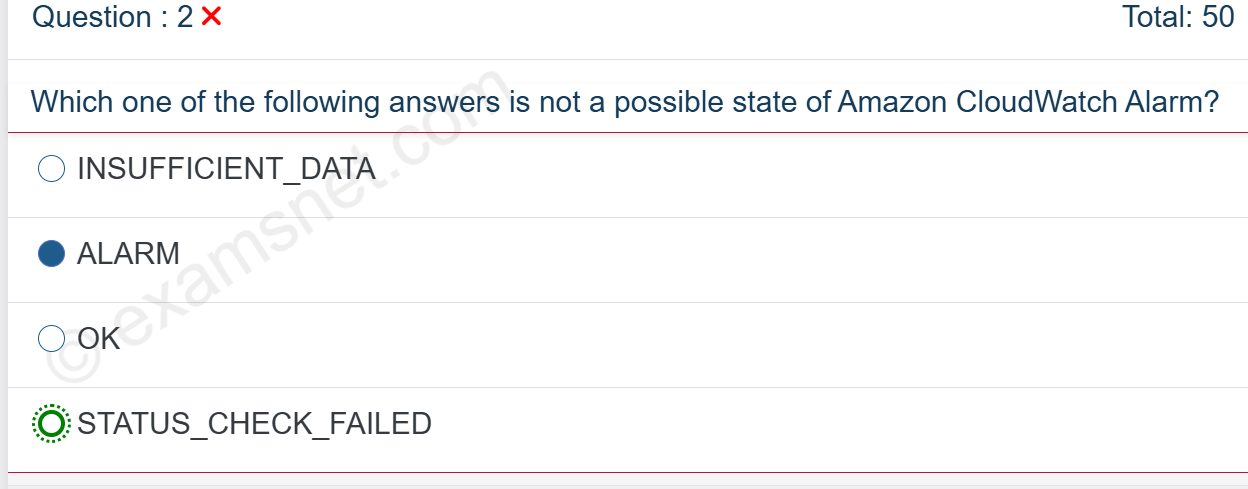 Question : 2
Total: 50
Which one of the following answers is not a possible state of Amazon CloudWatch Alarm?
INSUFFICIENT_DATA
ALARM
OK
STATUS_CHECK_FAILED
© examsnet.com